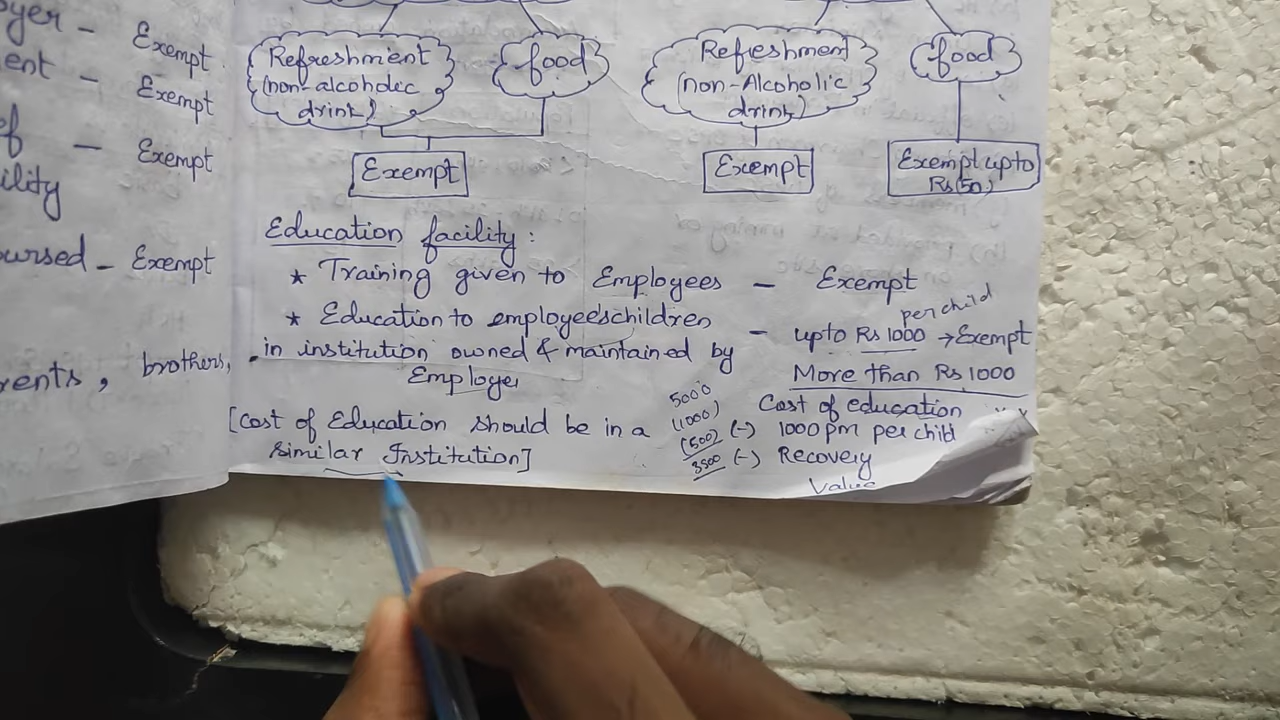 yer - Exempt
ent - Exempt
f - Exempt
ility
ursed - Exempt
rents, brothers,
Refreshment
(non-alcoholic
drink)
food
Exempt
Refreshment
(non-Alcoholic
drink)
food
Exempt
Exempt upto
Rs(50)
Education facility:
* Training given to Employees - Exempt
per child
* Education to employee's children - upto Rs 1000 → Exempt
in institution owned & maintained by
Employer
More than Rs 1000
[Cost of Education should be in a
similar Institution]
5000
(1000)
(500)
3500
Cost of education
(-) 1000 pm per child
(-) Recovery
Value